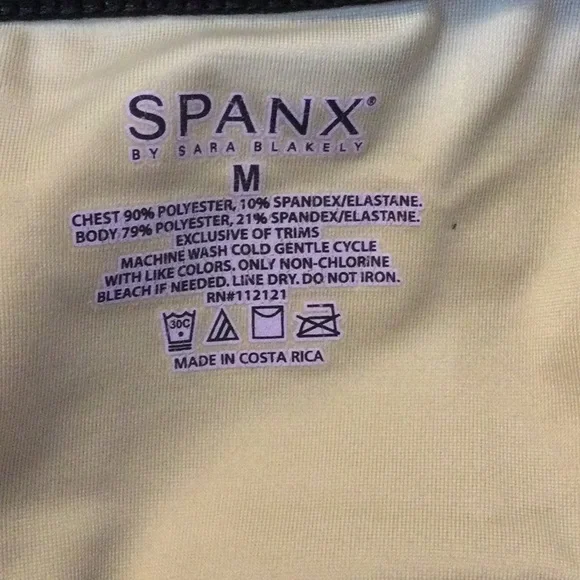 SPANX®
BY SARA BLAKELY
M
CHEST 90% POLYESTER, 10% SPANDEX/ELASTANE.
BODY 79% POLYESTER, 21% SPANDEX/ELASTANE.
EXCLUSIVE OF TRIMS
MACHINE WASH COLD GENTLE CYCLE
WITH LIKE COLORS. ONLY NON-CHLORINE
BLEACH IF NEEDED. LINE DRY. DO NOT IRON.
RN#112121
30C
MADE IN COSTA RICA